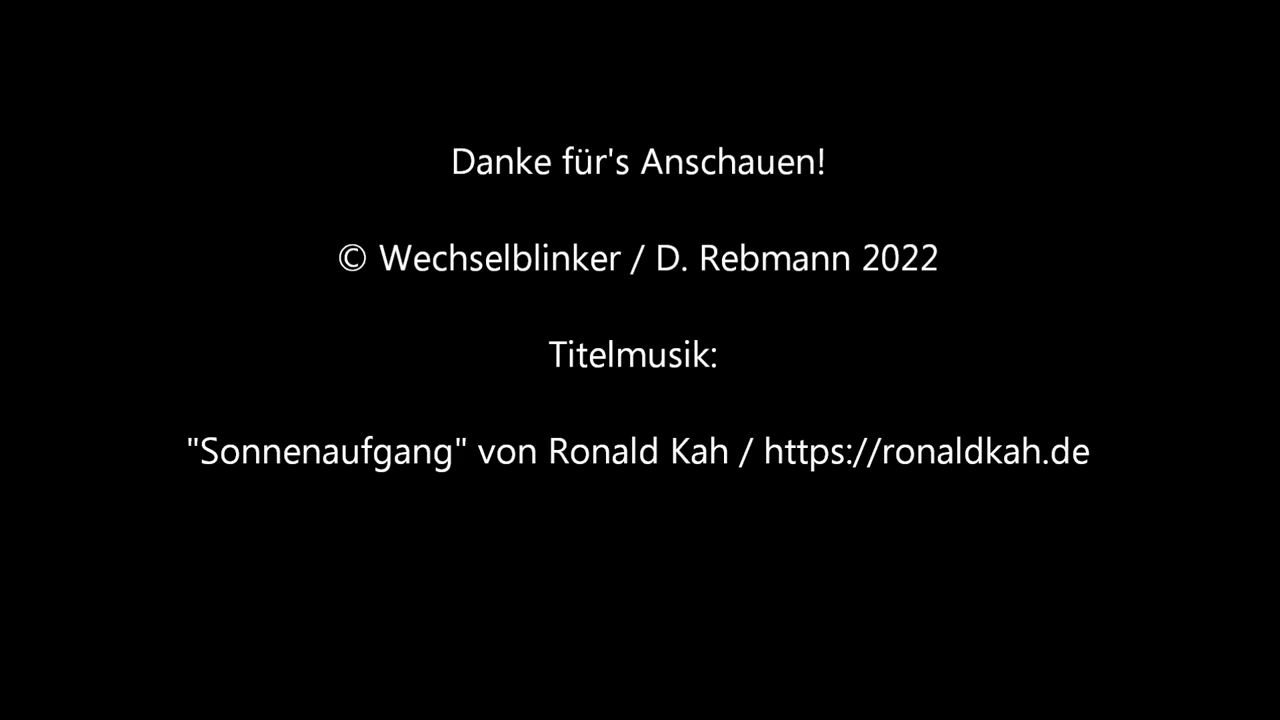 Danke für's Anschauen!
© Wechselblinker / D. Rebmann 2022
Titelmusik:
"Sonnenaufgang" von Ronald Kah / https://ronaldkah.de